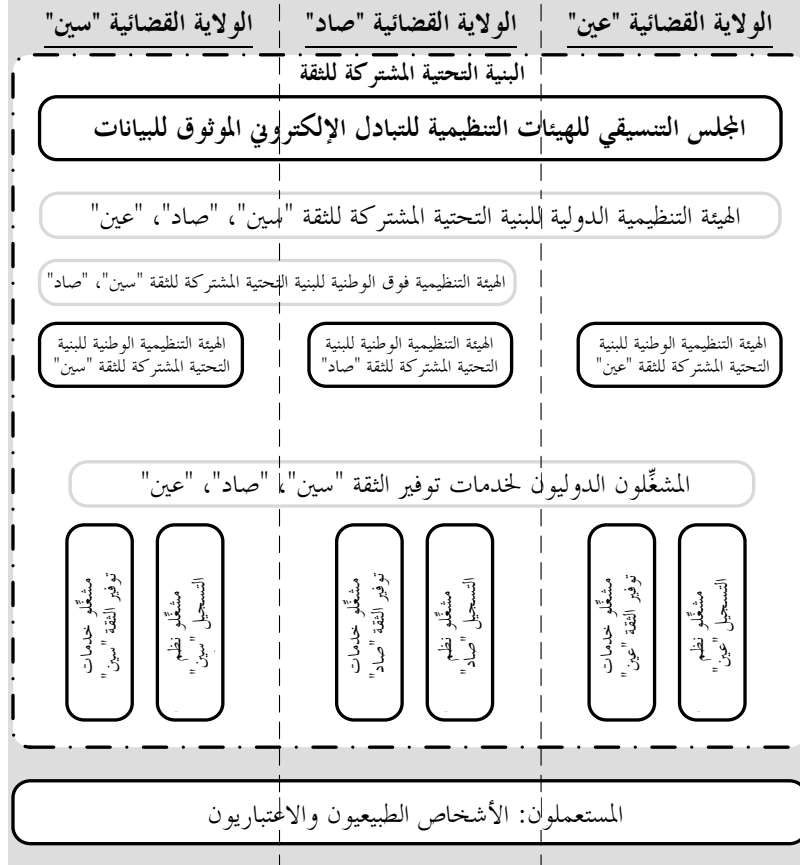 الولاية القضائية "عين"
الولاية القضائية "صاد"
الولاية القضائية "سين"
البنية التحتية المشتركة للثقة
المجلس التنسيقي للهيئات التنظيمية للتبادل الإلكتروني الموثوق للبيانات
الهيئة التنظيمية الدولية للبنية التحتية المشتركة للثقة "سين"، "صاد"، "عين"
الهيئة التنظيمية فوق الوطنية للبنية التحتية المشتركة للثقة "سين"، "صاد"
الهيئة التنظيمية الوطنية للبنية
التحتية المشتركة للثقة "عين"
الهيئة التنظيمية الوطنية للبنية
التحتية المشتركة للثقة "صاد"
الهيئة التنظيمية الوطنية للبنية
التحتية المشتركة للثقة "سين"
المشغِّلون الدوليون لخدمات توفير الثقة "سين"، "صاد"، "عين"
مشغِّلو نظم
التسجيل "عين"
مشغِّلو خدمات
توفير الثقة "عين"
مشغِّلو نظم
التسجيل "صاد"
مشغِّلو خدمات
توفير الثقة "صاد"
مشغِّلو نظم
التسجيل "سين"
مشغِّلو خدمات
توفير الثقة "سين"
المستعملون: الأشخاص الطبيعيون والاعتباريون